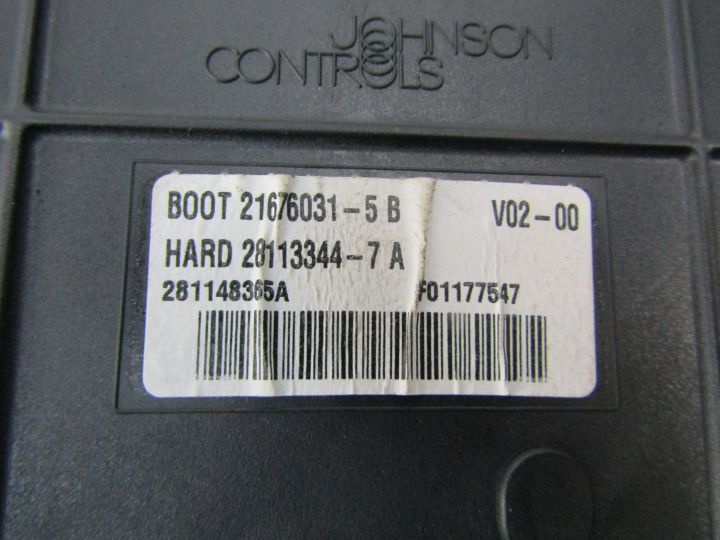 JOHNSON
CONTROLS
BOOT 21676031-5 B V02-00
HARD 28113344-7 A
281148365A F01177547